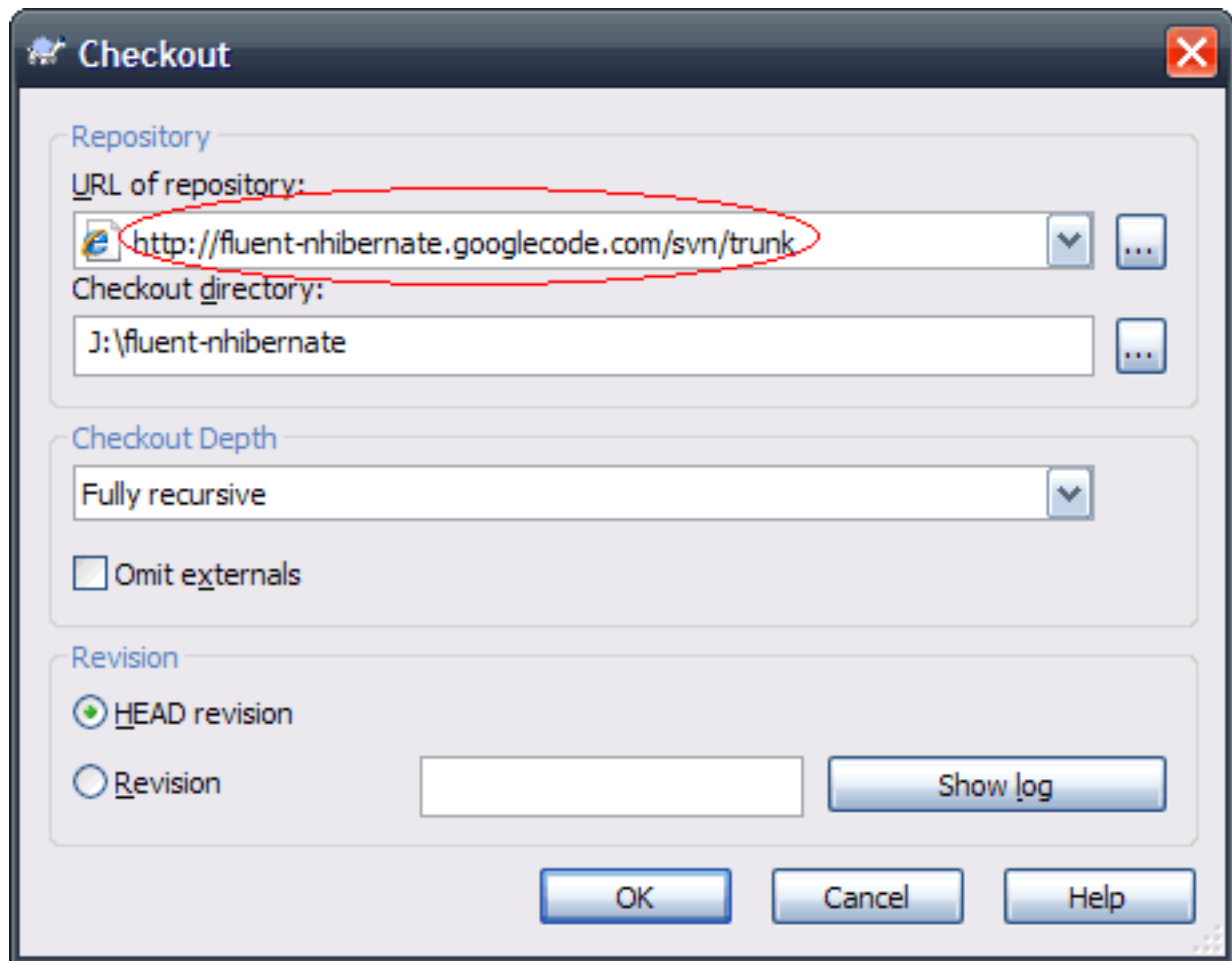 Checkout
Repository
URL of repository:
http://fluent-nhibernate.googlecode.com/svn/trunk
...
Checkout directory:
J:\fluent-nhibernate
...
Checkout Depth
Fully recursive
Omit externals
Revision
HEAD revision
Revision
Show log
OK Cancel Help